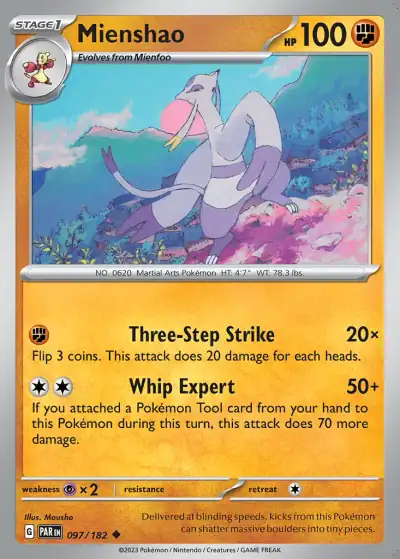 STAGE 1
Mienshao
HP 100
Evolves from Mienfoo
NO. 0620 Martial Arts Pokémon HT: 4'7" WT: 78.3 lbs.
Three-Step Strike 20×
Flip 3 coins. This attack does 20 damage for each heads.
Whip Expert 50+
If you attached a Pokémon Tool card from your hand to
this Pokémon during this turn, this attack does 70 more
damage.
weakness ×2 resistance retreat
Illus. Mousho
G PAR EN 097/182
Delivered at blinding speeds, kicks from this Pokémon
can shatter massive boulders into tiny pieces.
©2023 Pokémon / Nintendo / Creatures / GAME FREAK